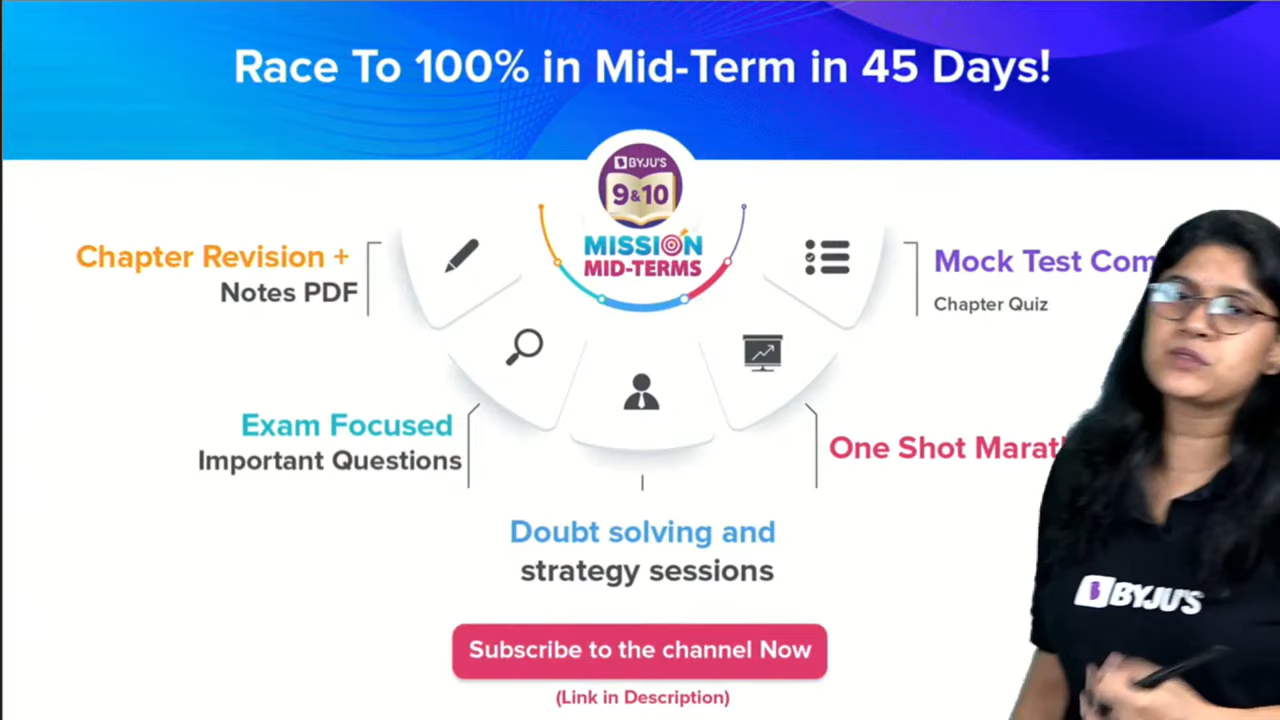 Race To 100% in Mid-Term in 45 Days!
BYJU'S
9&10
MISSION
MID-TERMS
Chapter Revision +
Notes PDF
Mock Test Com
Chapter Quiz
Exam Focused
Important Questions
One Shot Marat
Doubt solving and
strategy sessions
BYJU'S
Subscribe to the channel Now
(Link in Description)